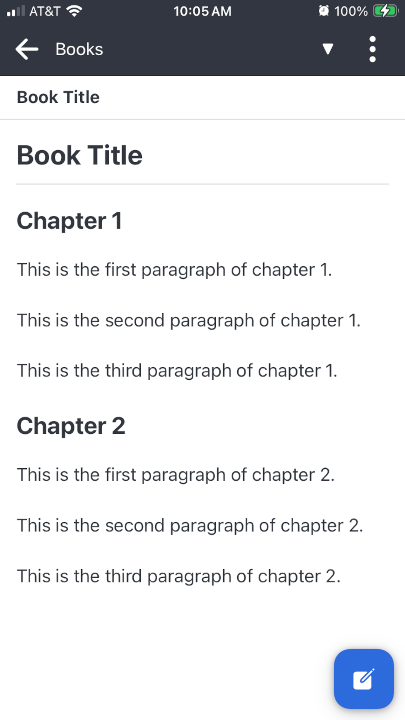 AT&T 10:05 AM 100%
Books
Book Title
Book Title
Chapter 1
This is the first paragraph of chapter 1.
This is the second paragraph of chapter 1.
This is the third paragraph of chapter 1.
Chapter 2
This is the first paragraph of chapter 2.
This is the second paragraph of chapter 2.
This is the third paragraph of chapter 2.